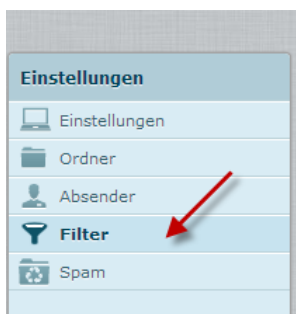 Einstellungen
Einstellungen
Ordner
Absender
Filter
Spam